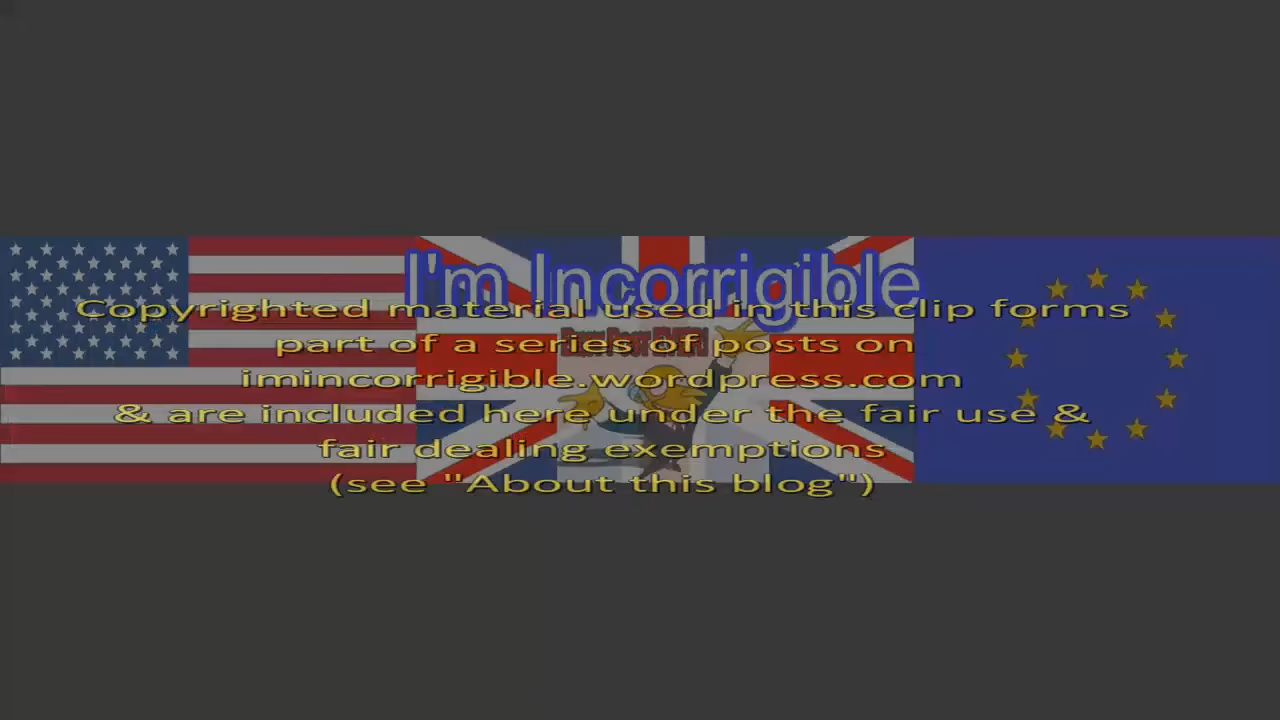 I'm Incorrigible
Copyrighted material used in this clip forms
part of a series of posts on
imincorrigible.wordpress.com
& are included here under the fair use &
fair dealing exemptions
(see "About this blog")